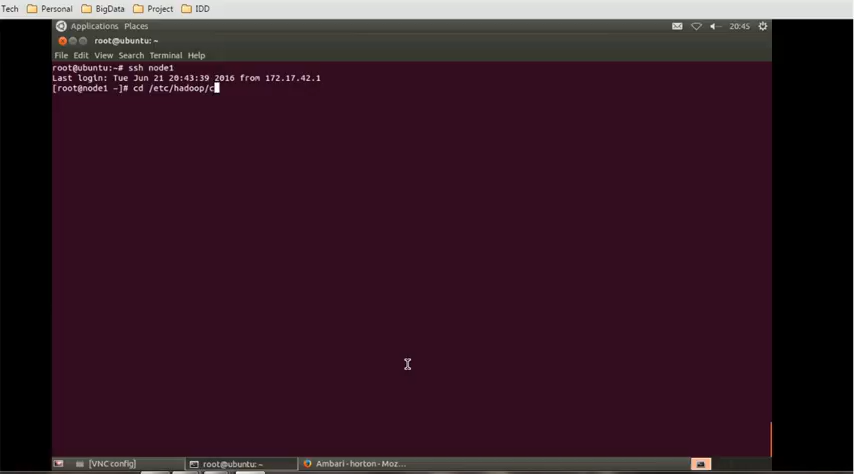 Tech Personal BigData Project IDD
Applications Places 20:45
root@ubuntu: ~
File Edit View Search Terminal Help
root@ubuntu:~# ssh node1
Last login: Tue Jun 21 20:43:39 2016 from 172.17.42.1
[root@node1 ~]# cd /etc/hadoop/c
[VNC config] root@ubuntu: ~ Ambari - horton - Moz...